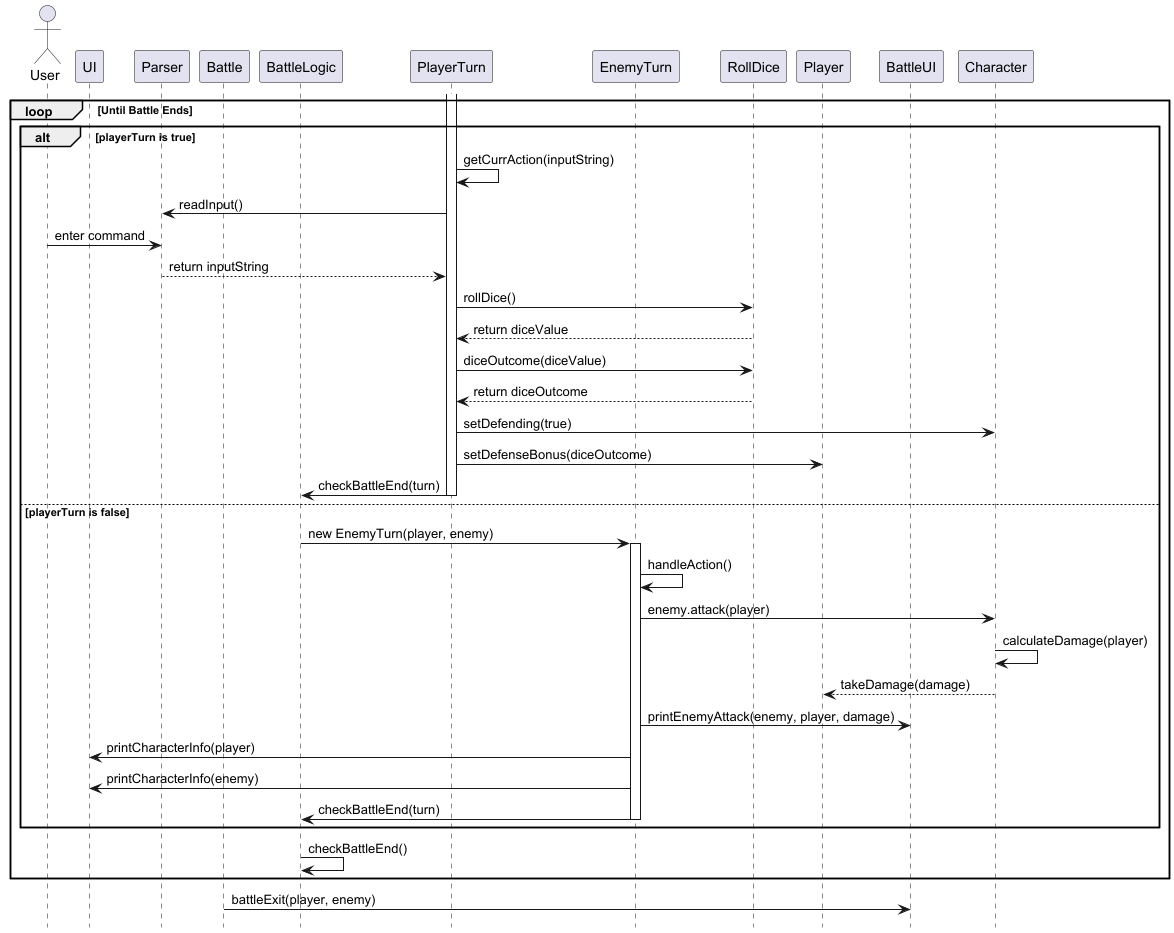 User
UI
Parser
Battle
BattleLogic
PlayerTurn
EnemyTurn
RollDice
Player
BattleUI
Character
loop
[Until Battle Ends]
alt
[playerTurn is true]
getCurrAction(inputString)
readInput()
enter command
return inputString
rollDice()
return diceValue
diceOutcome(diceValue)
return diceOutcome
setDefending(true)
setDefenseBonus(diceOutcome)
checkBattleEnd(turn)
[playerTurn is false]
new EnemyTurn(player, enemy)
handleAction()
enemy.attack(player)
calculateDamage(player)
takeDamage(damage)
printEnemyAttack(enemy, player, damage)
printCharacterInfo(player)
printCharacterInfo(enemy)
checkBattleEnd(turn)
checkBattleEnd()
battleExit(player, enemy)